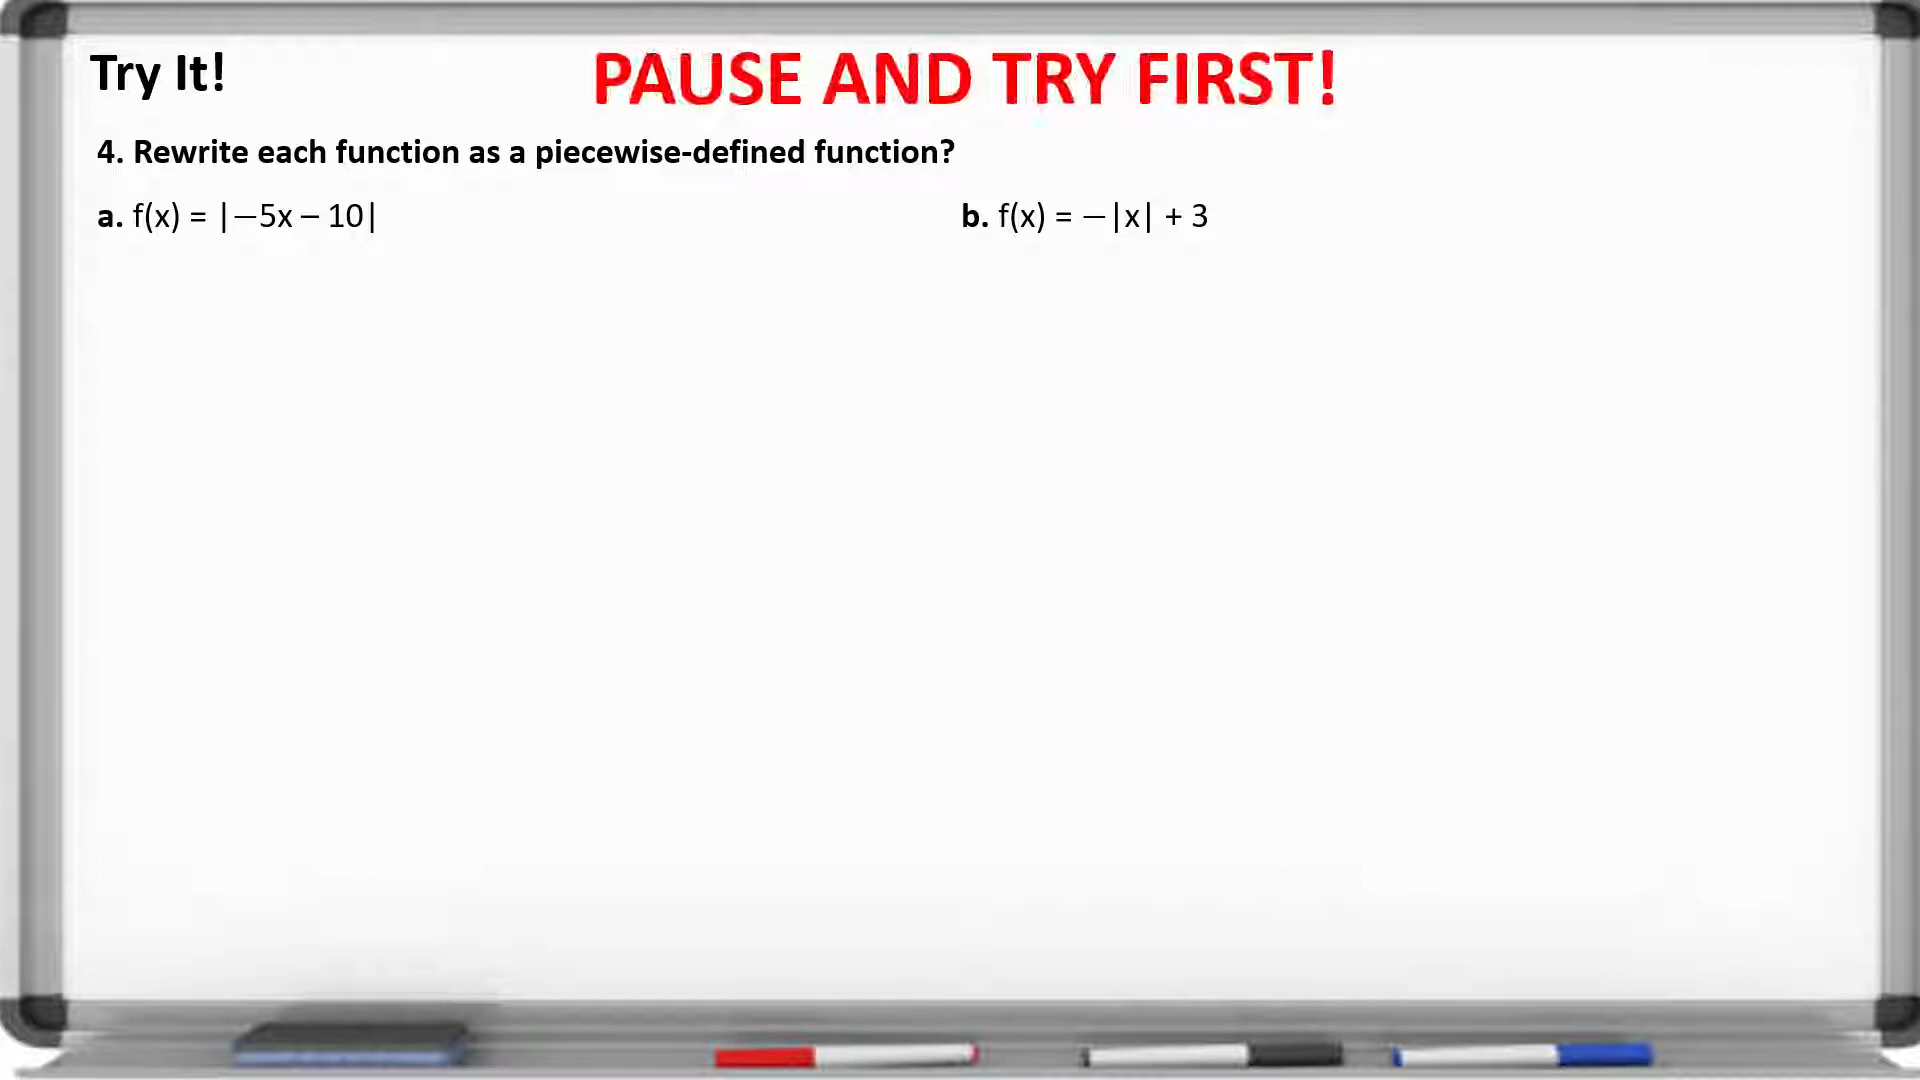 Try It!
PAUSE AND TRY FIRST!
4. Rewrite each function as a piecewise-defined function?
a. f(x) = |−5x – 10|
b. f(x) = −|x| + 3